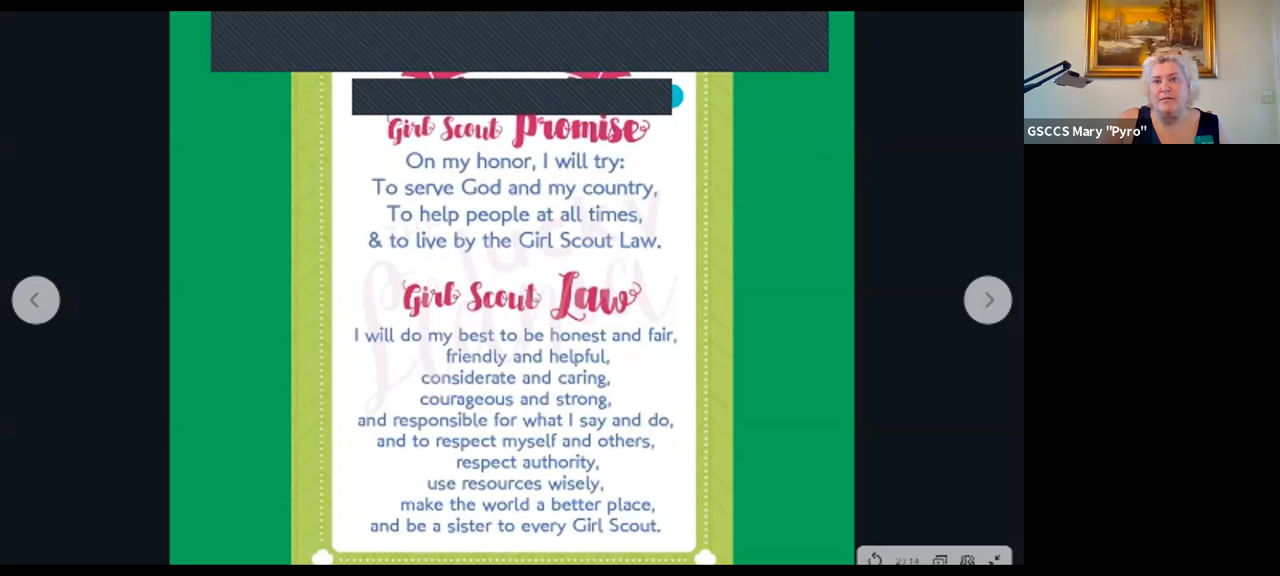 Girl Scout Promise
On my honor, I will try:
To serve God and my country,
To help people at all times,
& to live by the Girl Scout Law.
Girl Scout Law
I will do my best to be honest and fair,
friendly and helpful,
considerate and caring,
courageous and strong,
and responsible for what I say and do,
and to respect myself and others,
respect authority,
use resources wisely,
make the world a better place,
and be a sister to every Girl Scout.
GSCCS Mary "Pyro"